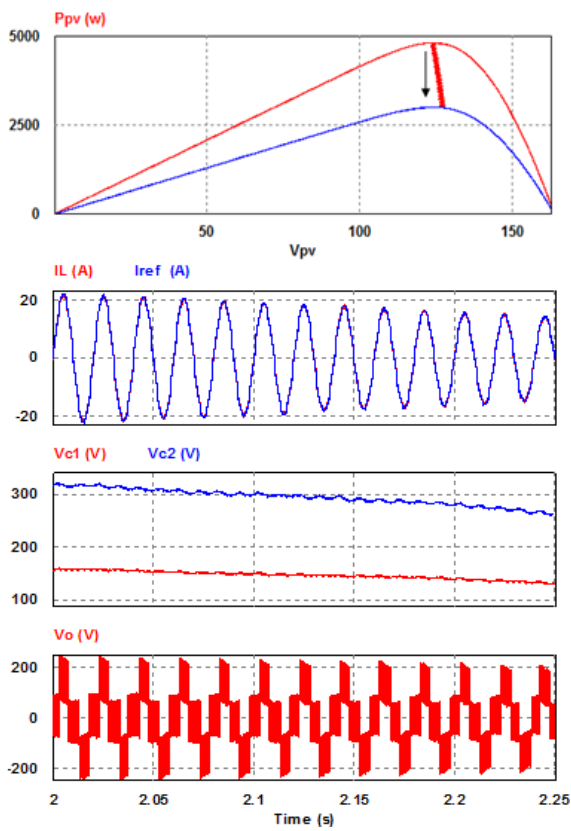 Ppv (w)
5000
2500
0
50 100 150
Vpv
IL (A) Iref (A)
20
0
-20
Vc1 (V) Vc2 (V)
300
200
100
Vo (V)
200
0
-200
2 2.05 2.1 2.15 2.2 2.25
Time (s)